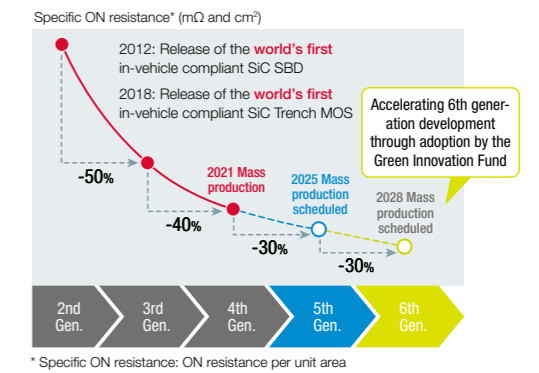 Specific ON resistance* (mΩ and cm²)
2012: Release of the world's first
in-vehicle compliant SiC SBD
2018: Release of the world's first
in-vehicle compliant SiC Trench MOS
Accelerating 6th gener-
ation development
through adoption by the
Green Innovation Fund
2021 Mass
production
2025 Mass
production
scheduled
2028 Mass
production
scheduled
-50%
-40%
-30%
-30%
2nd
Gen.
3rd
Gen.
4th
Gen.
5th
Gen.
6th
Gen.
* Specific ON resistance: ON resistance per unit area